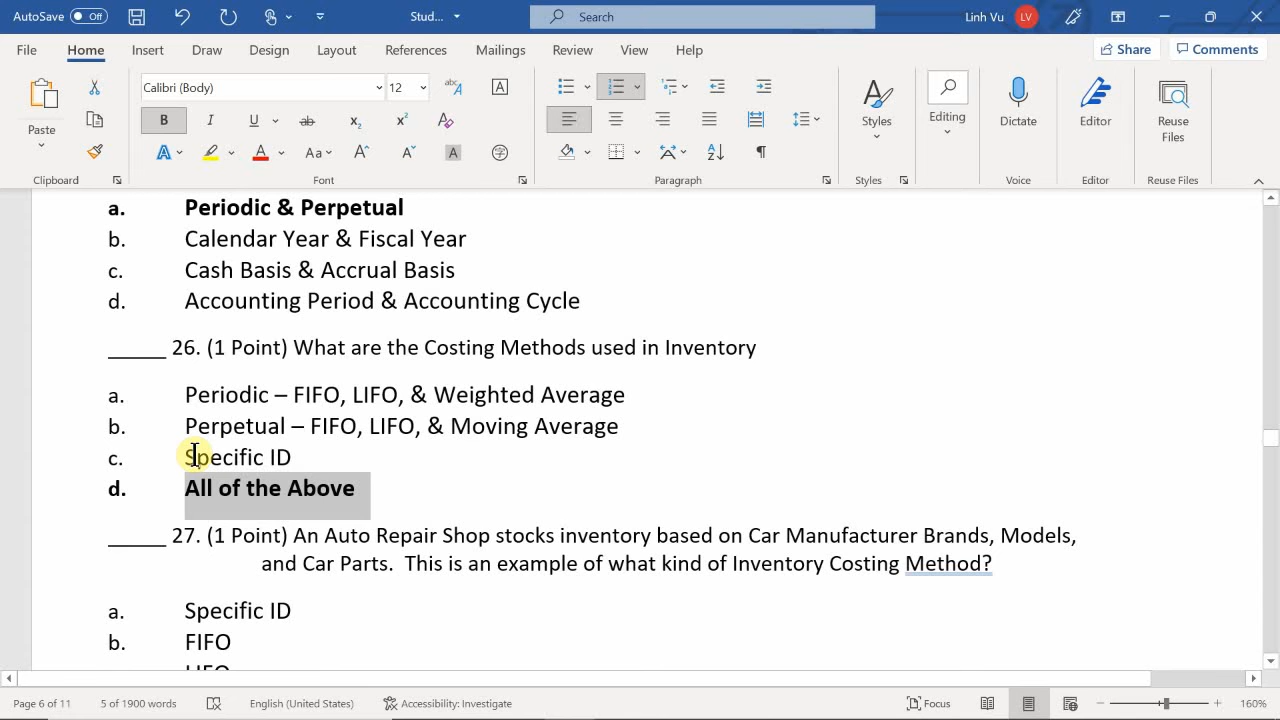 AutoSave Off Stud... Search Linh Vu LV
File Home Insert Draw Design Layout References Mailings Review View Help Share Comments
Paste Calibri (Body) 12 Styles Editing Dictate Editor Reuse Files
Clipboard Font Paragraph Styles Voice Editor Reuse Files
a. Periodic & Perpetual
b. Calendar Year & Fiscal Year
c. Cash Basis & Accrual Basis
d. Accounting Period & Accounting Cycle
_____ 26. (1 Point) What are the Costing Methods used in Inventory
a. Periodic – FIFO, LIFO, & Weighted Average
b. Perpetual – FIFO, LIFO, & Moving Average
c. Specific ID
d. All of the Above
_____ 27. (1 Point) An Auto Repair Shop stocks inventory based on Car Manufacturer Brands, Models,
and Car Parts. This is an example of what kind of Inventory Costing Method?
a. Specific ID
b. FIFO
LIFO
Page 6 of 11 5 of 1900 words English (United States) Accessibility: Investigate Focus 160%